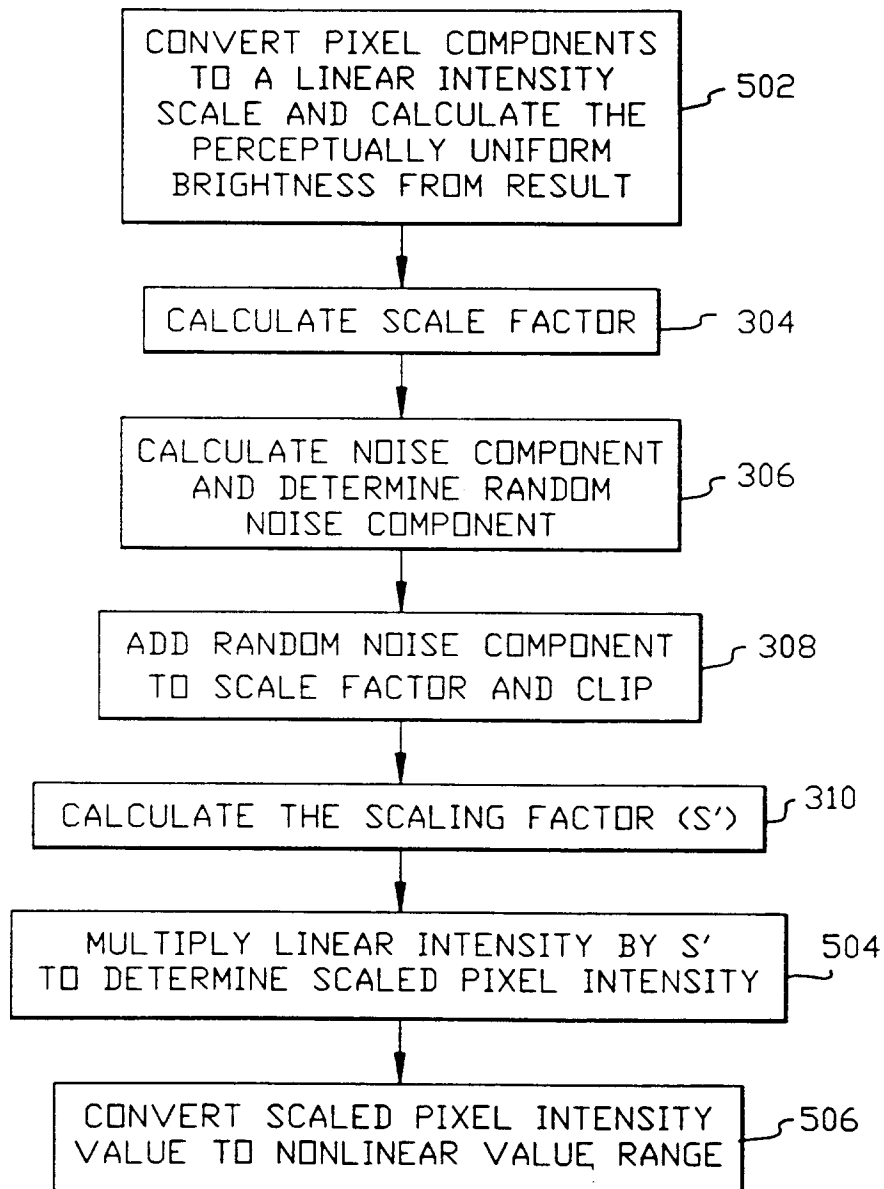 CONVERT PIXEL COMPONENTS
TO A LINEAR INTENSITY
SCALE AND CALCULATE THE
PERCEPTUALLY UNIFORM
BRIGHTNESS FROM RESULT
502
CALCULATE SCALE FACTOR
304
CALCULATE NOISE COMPONENT
AND DETERMINE RANDOM
NOISE COMPONENT
306
ADD RANDOM NOISE COMPONENT
TO SCALE FACTOR AND CLIP
308
CALCULATE THE SCALING FACTOR (S')
310
MULTIPLY LINEAR INTENSITY BY S'
TO DETERMINE SCALED PIXEL INTENSITY
504
CONVERT SCALED PIXEL INTENSITY
VALUE TO NONLINEAR VALUE RANGE
506